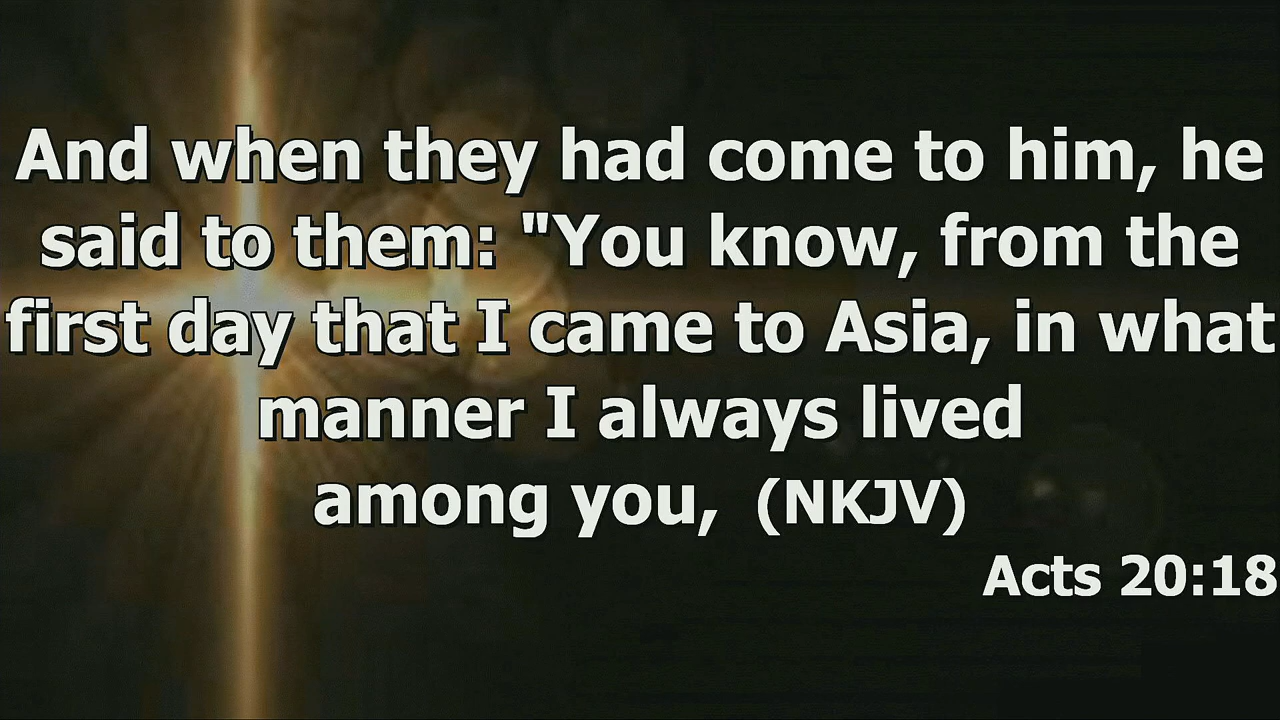 And when they had come to him, he
said to them: "You know, from the
first day that I came to Asia, in what
manner I always lived
among you, (NKJV)
Acts 20:18